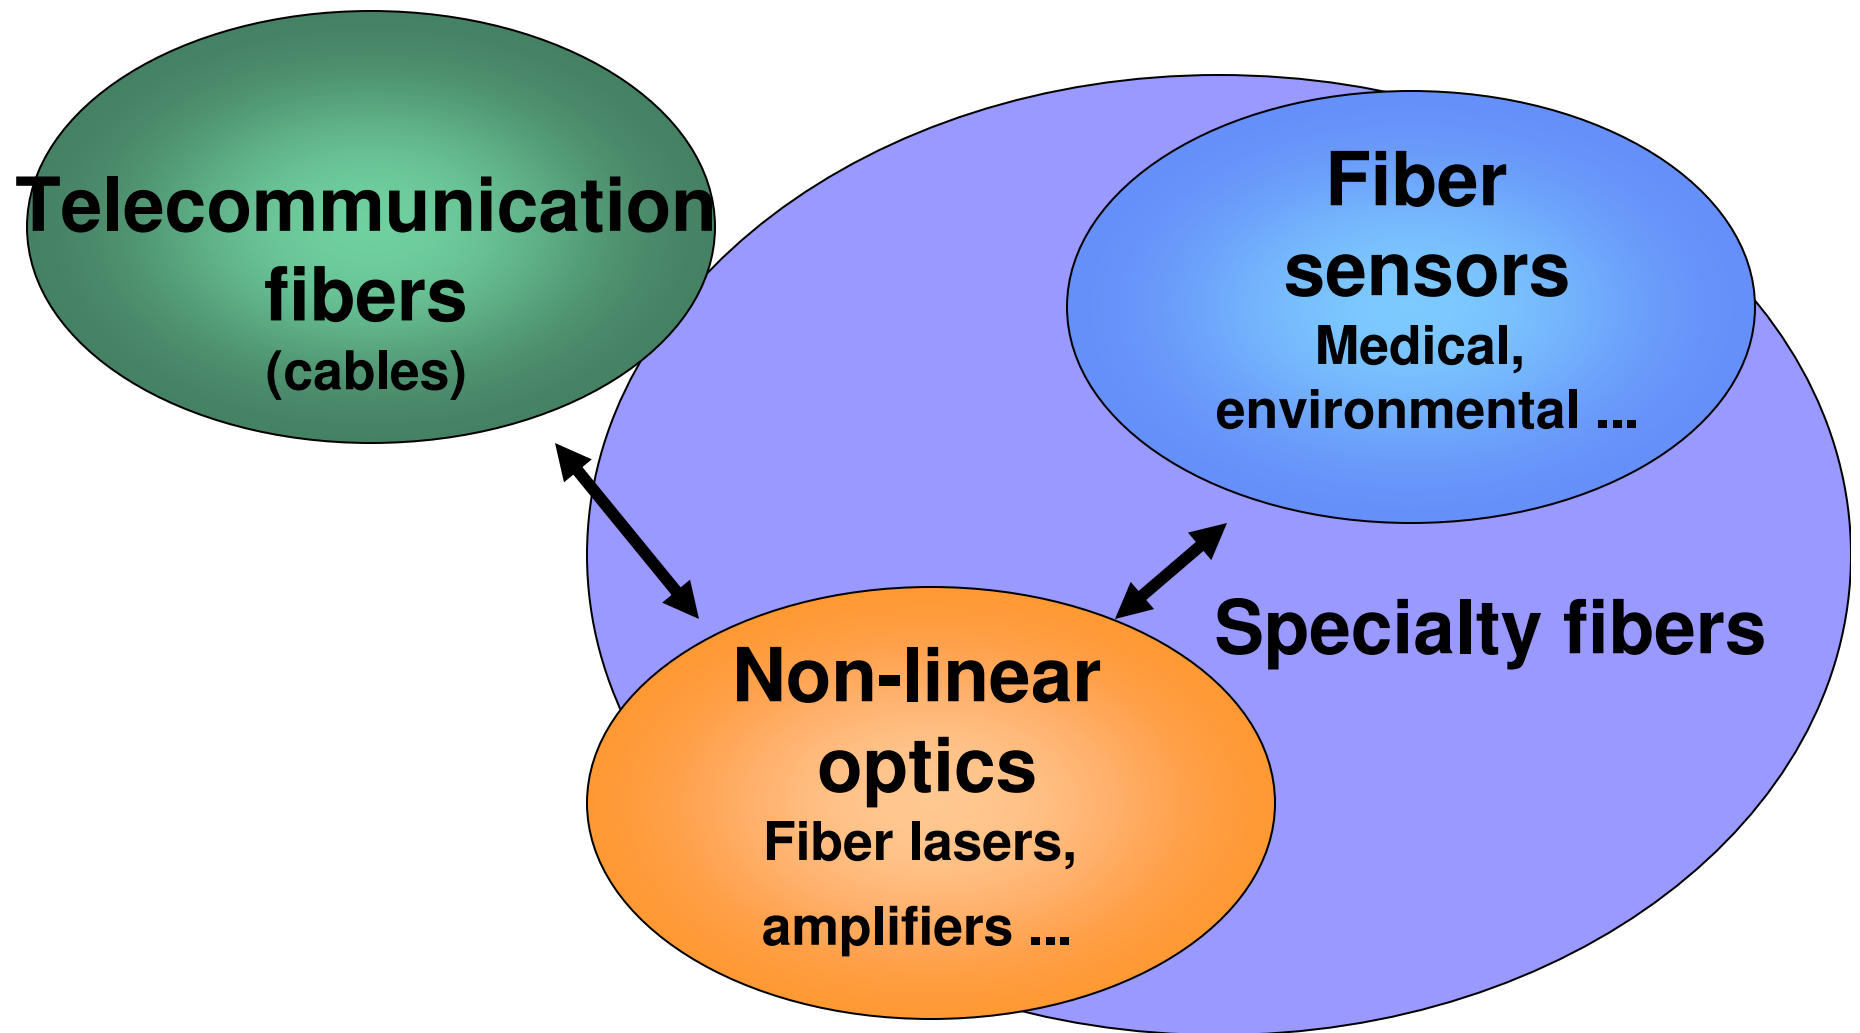 Telecommunication
fibers
(cables)
Fiber
sensors
Medical,
environmental ...
Specialty fibers
Non-linear
optics
Fiber lasers,
amplifiers ...